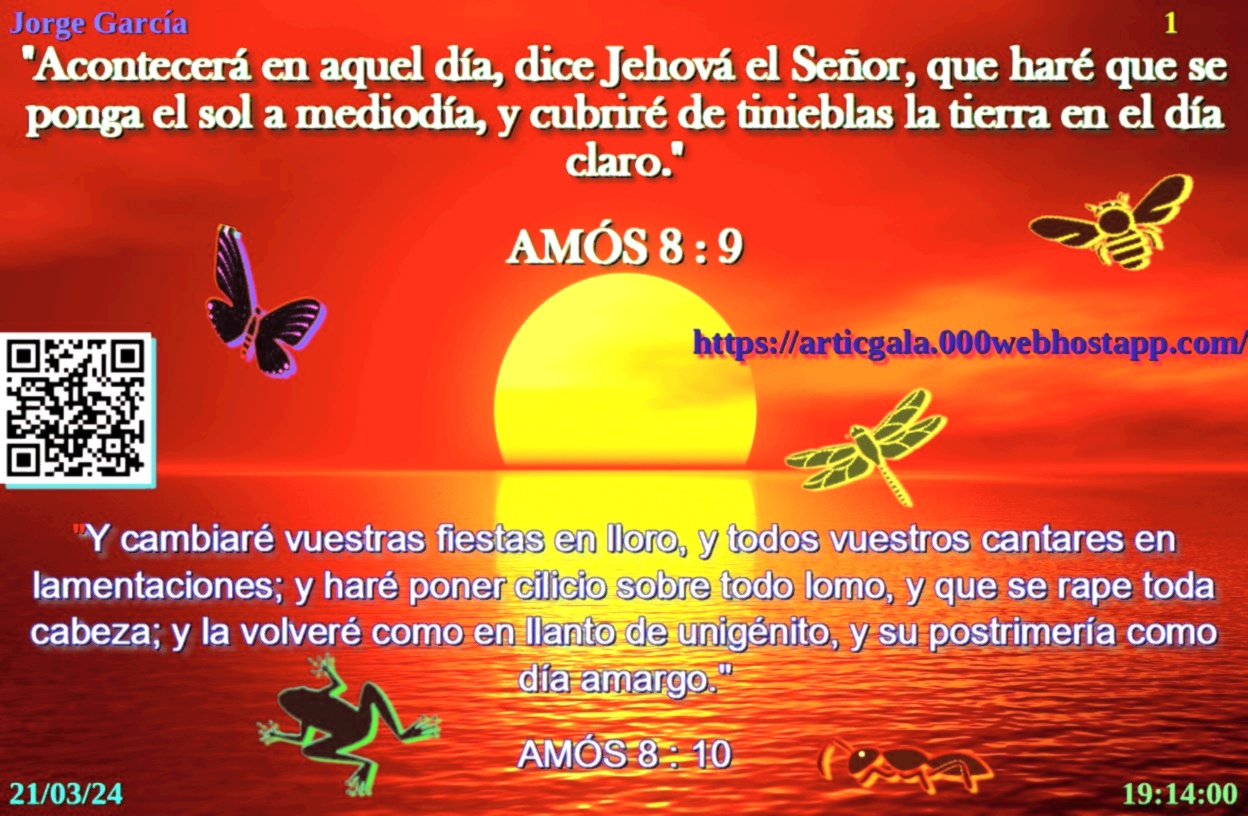 Jorge García
1
"Acontecerá en aquel día, dice Jehová el Señor, que haré que se
ponga el sol a mediodía, y cubriré de tinieblas la tierra en el día
claro."
AMÓS 8 : 9
https://articgala.000webhostapp.com/
"Y cambiaré vuestras fiestas en lloro, y todos vuestros cantares en
lamentaciones; y haré poner cilicio sobre todo lomo, y que se rape toda
cabeza; y la volveré como en llanto de unigénito, y su postrimería como
día amargo."
AMÓS 8 : 10
21/03/24
19:14:00